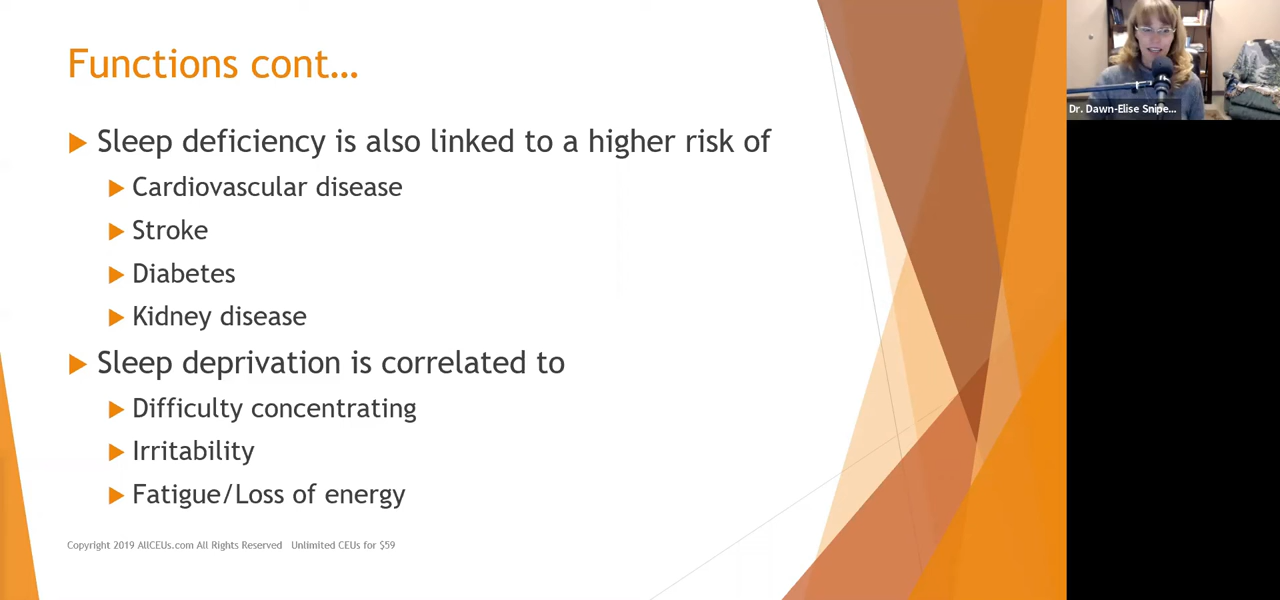 Functions cont…
Sleep deficiency is also linked to a higher risk of
Cardiovascular disease
Stroke
Diabetes
Kidney disease
Sleep deprivation is correlated to
Difficulty concentrating
Irritability
Fatigue/Loss of energy
Copyright 2019 AllCEUs.com All Rights Reserved Unlimited CEUs for $59
Dr. Dawn-Elise Snipe...